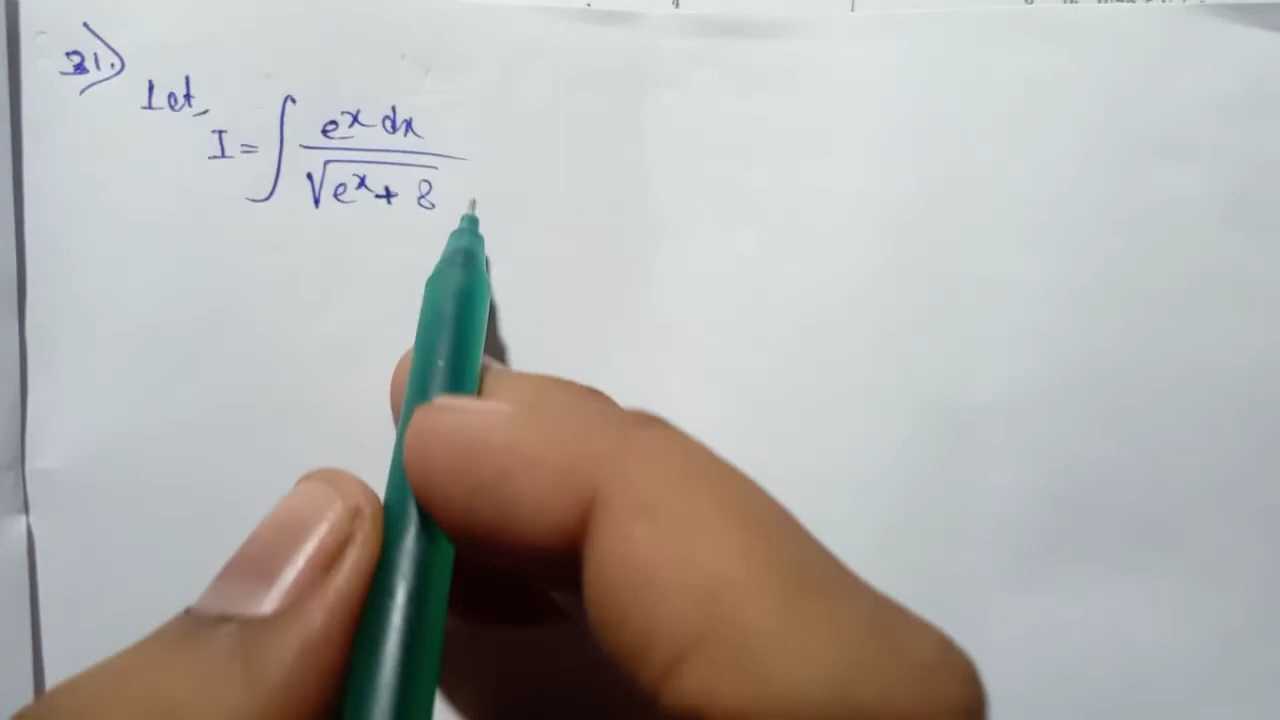 31.)
Let,
I = ∫ e^x dx / √(e^x + 8)